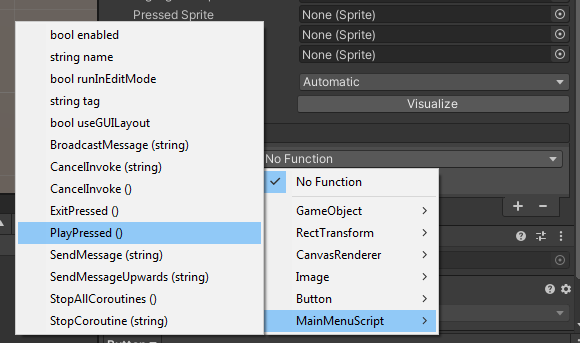 Pressed Sprite
None (Sprite)
None (Sprite)
None (Sprite)
Automatic
Visualize
No Function
bool enabled
string name
bool runInEditMode
string tag
bool useGUILayout
BroadcastMessage (string)
CancelInvoke (string)
CancelInvoke ()
ExitPressed ()
PlayPressed ()
SendMessage (string)
SendMessageUpwards (string)
StopAllCoroutines ()
StopCoroutine (string)
No Function
GameObject
RectTransform
CanvasRenderer
Image
Button
MainMenuScript
Button